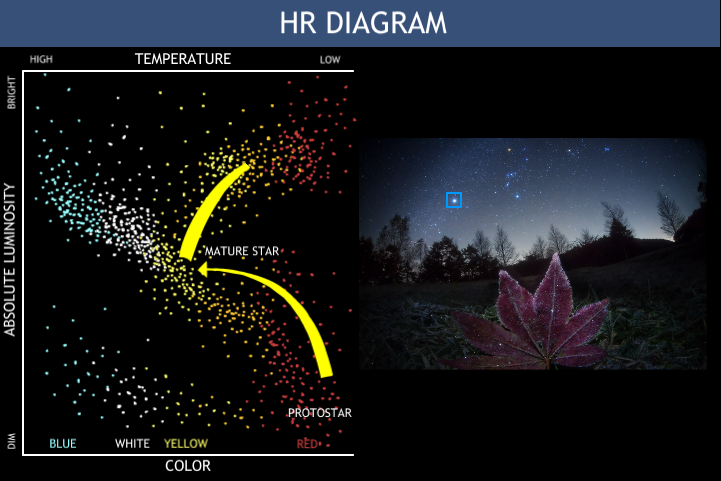 HR DIAGRAM
HIGH
TEMPERATURE
LOW
BRIGHT
ABSOLUTE LUMINOSITY
DIM
MATURE STAR
PROTOSTAR
BLUE
WHITE
YELLOW
RED
COLOR